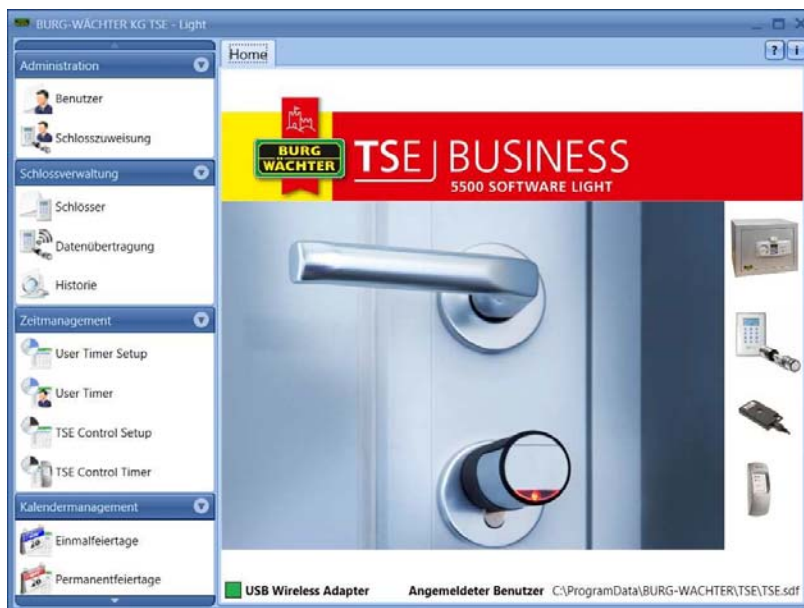 BURG-WÄCHTER KG TSE - Light
Administration
Benutzer
Schlosszuweisung
Schlossverwaltung
Schlösser
Datenübertragung
Historie
Zeitmanagement
User Timer Setup
User Timer
TSE Control Setup
TSE Control Timer
Kalendermanagement
Einmalfeiertage
Permanentfeiertage
Home
? i
BURG
WÄCHTER
TSE BUSINESS
5500 SOFTWARE LIGHT
USB Wireless Adapter
Angemeldeter Benutzer C:\ProgramData\BURG-WACHTER\TSE\TSE.sdf